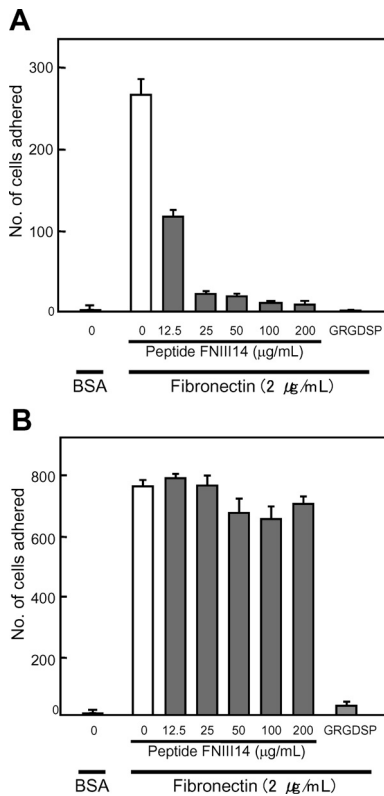 A
No. of cells adhered
300
200
100
0
0 0 12.5 25 50 100 200 GRGDSP
Peptide FNIII14 (μg/mL)
BSA Fibronectin (2 μg/mL)
B
No. of cells adhered
800
600
400
200
0
0 0 12.5 25 50 100 200 GRGDSP
Peptide FNIII14 (μg/mL)
BSA Fibronectin (2 μg/mL)